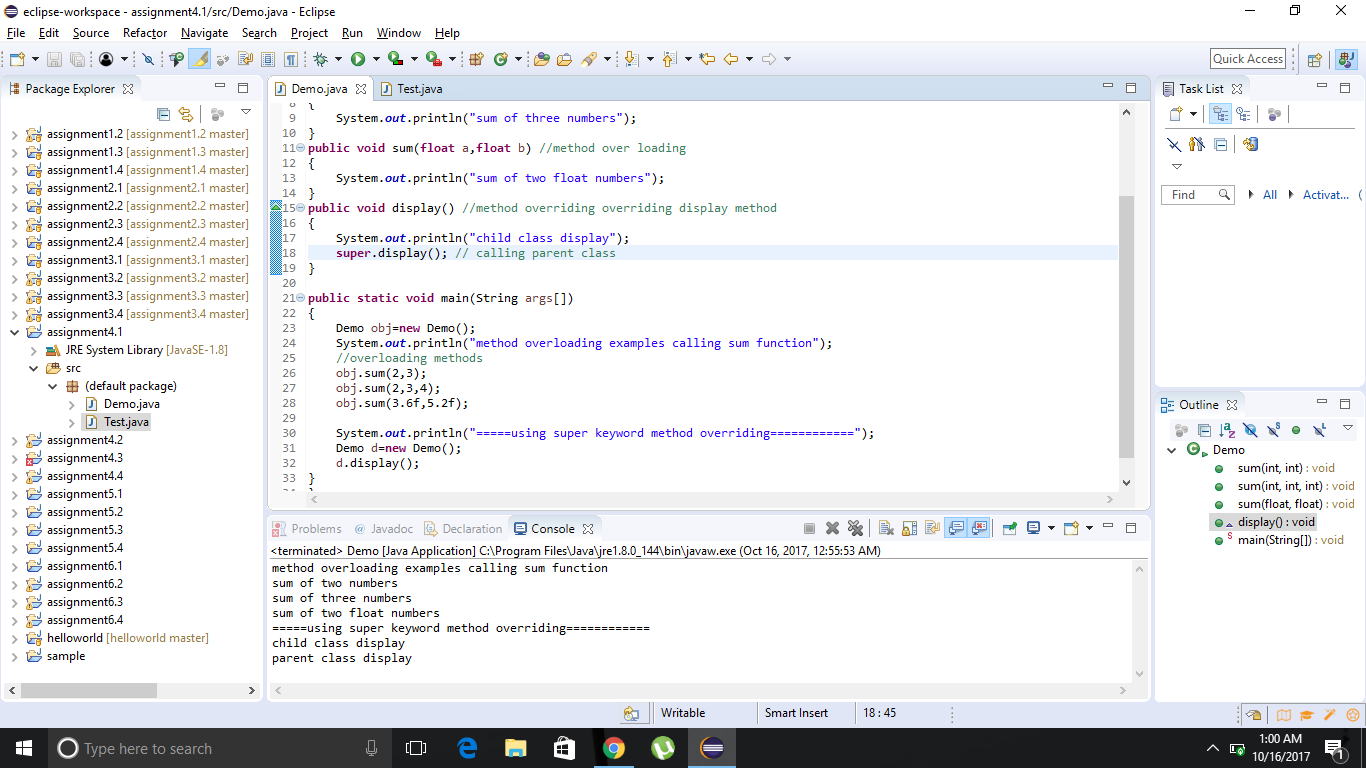 eclipse-workspace - assignment4.1/src/Demo.java - Eclipse
File Edit Source Refactor Navigate Search Project Run Window Help
Quick Access
Package Explorer
assignment1.2 [assignment1.2 master]
assignment1.3 [assignment1.3 master]
assignment1.4 [assignment1.4 master]
assignment2.1 [assignment2.1 master]
assignment2.2 [assignment2.2 master]
assignment2.3 [assignment2.3 master]
assignment2.4 [assignment2.4 master]
assignment3.1 [assignment3.1 master]
assignment3.2 [assignment3.2 master]
assignment3.3 [assignment3.3 master]
assignment3.4 [assignment3.4 master]
assignment4.1
JRE System Library [JavaSE-1.8]
src
(default package)
Demo.java
Test.java
assignment4.2
assignment4.3
assignment4.4
assignment5.1
assignment5.2
assignment5.3
assignment5.4
assignment6.1
assignment6.2
assignment6.3
assignment6.4
helloworld [helloworld master]
sample
Demo.java Test.java
8 {
9 System.out.println("sum of three numbers");
10 }
11 public void sum(float a,float b) //method over loading
12 {
13 System.out.println("sum of two float numbers");
14 }
15 public void display() //method overriding overriding display method
16 {
17 System.out.println("child class display");
18 super.display(); // calling parent class
19 }
20
21 public static void main(String args[])
22 {
23 Demo obj=new Demo();
24 System.out.println("method overloading examples calling sum function");
25 //overloading methods
26 obj.sum(2,3);
27 obj.sum(2,3,4);
28 obj.sum(3.6f,5.2f);
29
30 System.out.println("=====using super keyword method overriding============");
31 Demo d=new Demo();
32 d.display();
33 }
Problems @ Javadoc Declaration Console
<terminated> Demo [Java Application] C:\Program Files\Java\jre1.8.0_144\bin\javaw.exe (Oct 16, 2017, 12:55:53 AM)
method overloading examples calling sum function
sum of two numbers
sum of three numbers
sum of two float numbers
=====using super keyword method overriding============
child class display
parent class display
Task List
Find All Activat...
Outline
Demo
sum(int, int) : void
sum(int, int, int) : void
sum(float, float) : void
display() : void
main(String[]) : void
Writable Smart Insert 18 : 45
Type here to search
1:00 AM
10/16/2017
1